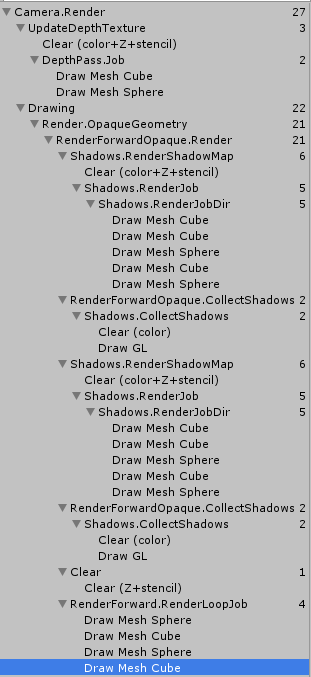 Camera.Render 27
UpdateDepthTexture 3
Clear (color+Z+stencil)
DepthPass.Job 2
Draw Mesh Cube
Draw Mesh Sphere
Drawing 22
Render.OpaqueGeometry 21
RenderForwardOpaque.Render 21
Shadows.RenderShadowMap 6
Clear (color+Z+stencil)
Shadows.RenderJob 5
Shadows.RenderJobDir 5
Draw Mesh Cube
Draw Mesh Cube
Draw Mesh Sphere
Draw Mesh Cube
Draw Mesh Sphere
RenderForwardOpaque.CollectShadows 2
Shadows.CollectShadows 2
Clear (color)
Draw GL
Shadows.RenderShadowMap 6
Clear (color+Z+stencil)
Shadows.RenderJob 5
Shadows.RenderJobDir 5
Draw Mesh Cube
Draw Mesh Cube
Draw Mesh Sphere
Draw Mesh Cube
Draw Mesh Sphere
RenderForwardOpaque.CollectShadows 2
Shadows.CollectShadows 2
Clear (color)
Draw GL
Clear 1
Clear (Z+stencil)
RenderForward.RenderLoopJob 4
Draw Mesh Sphere
Draw Mesh Cube
Draw Mesh Sphere
Draw Mesh Cube